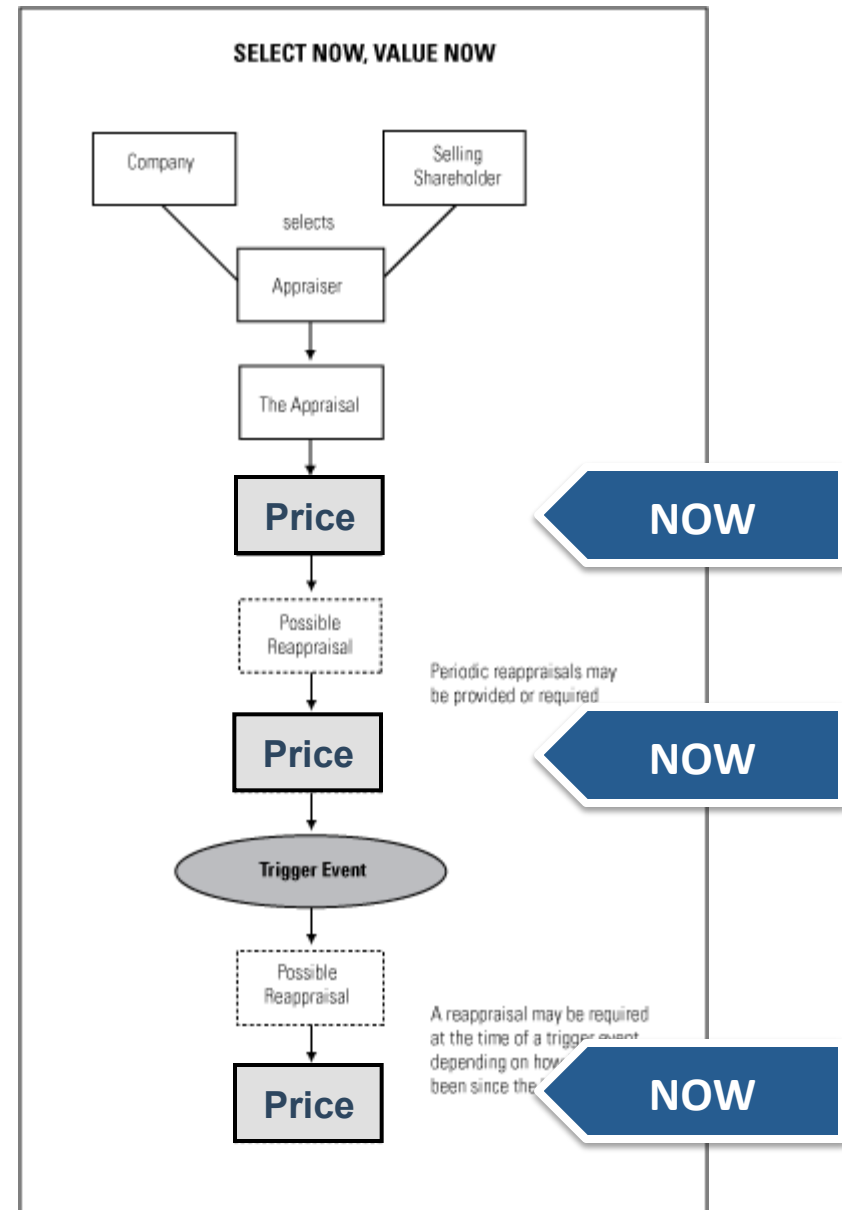 SELECT NOW, VALUE NOW
Company
Selling
Shareholder
selects
Appraiser
The Appraisal
Price
NOW
Possible
Reappraisal
Periodic reappraisals may
be provided or required
Price
NOW
Trigger Event
Possible
Reappraisal
A reappraisal may be required
at the time of a trigger event
depending on how
been since the
Price
NOW